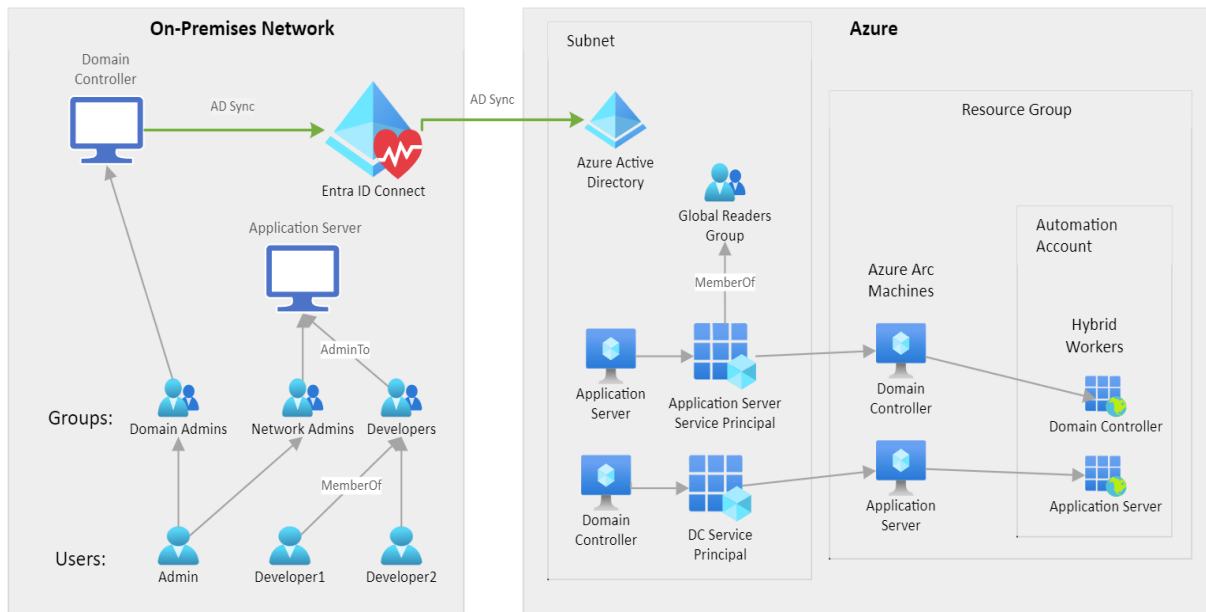 On-Premises Network
Domain
Controller
AD Sync
Entra ID Connect
Application Server
AdminTo
Groups:
Domain Admins
Network Admins
Developers
MemberOf
Users:
Admin
Developer1
Developer2
AD Sync
Azure
Subnet
Azure Active
Directory
Global Readers
Group
MemberOf
Application
Server
Application Server
Service Principal
Domain
Controller
DC Service
Principal
Resource Group
Azure Arc
Machines
Domain
Controller
Application
Server
Automation
Account
Hybrid
Workers
Domain Controller
Application Server